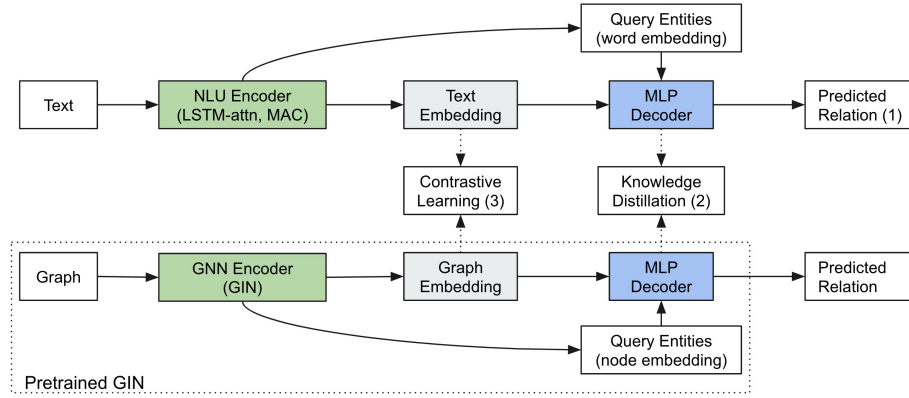 Query Entities
(word embedding)
Text
NLU Encoder
(LSTM-attn, MAC)
Text
Embedding
MLP
Decoder
Predicted
Relation (1)
Contrastive
Learning (3)
Knowledge
Distillation (2)
Graph
GNN Encoder
(GIN)
Graph
Embedding
MLP
Decoder
Predicted
Relation
Query Entities
(node embedding)
Pretrained GIN